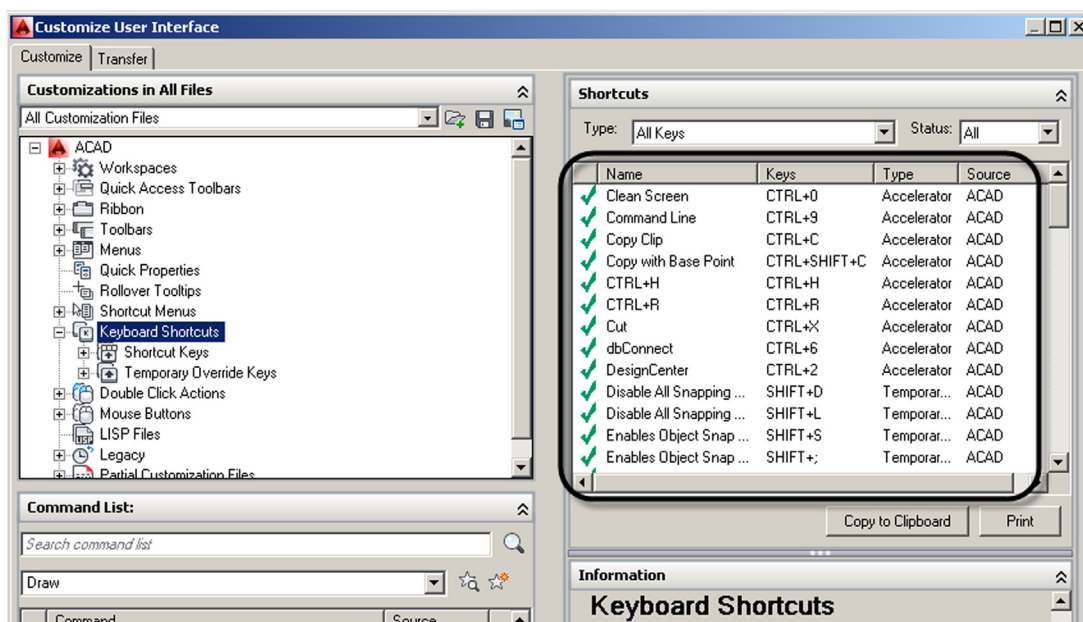 Customize User Interface
Customize Transfer
Customizations in All Files
All Customization Files
ACAD
Workspaces
Quick Access Toolbars
Ribbon
Toolbars
Menus
Quick Properties
Rollover Tooltips
Shortcut Menus
Keyboard Shortcuts
Shortcut Keys
Temporary Override Keys
Double Click Actions
Mouse Buttons
LISP Files
Legacy
Partial Customization Files
Command List:
Search command list
Draw
Command Source
Shortcuts
Type: All Keys Status: All
Name Keys Type Source
Clean Screen CTRL+0 Accelerator ACAD
Command Line CTRL+9 Accelerator ACAD
Copy Clip CTRL+C Accelerator ACAD
Copy with Base Point CTRL+SHIFT+C Accelerator ACAD
CTRL+H CTRL+H Accelerator ACAD
CTRL+R CTRL+R Accelerator ACAD
Cut CTRL+X Accelerator ACAD
dbConnect CTRL+6 Accelerator ACAD
DesignCenter CTRL+2 Accelerator ACAD
Disable All Snapping ... SHIFT+D Temporar... ACAD
Disable All Snapping ... SHIFT+L Temporar... ACAD
Enables Object Snap ... SHIFT+S Temporar... ACAD
Enables Object Snap ... SHIFT+; Temporar... ACAD
Copy to Clipboard Print
Information
Keyboard Shortcuts